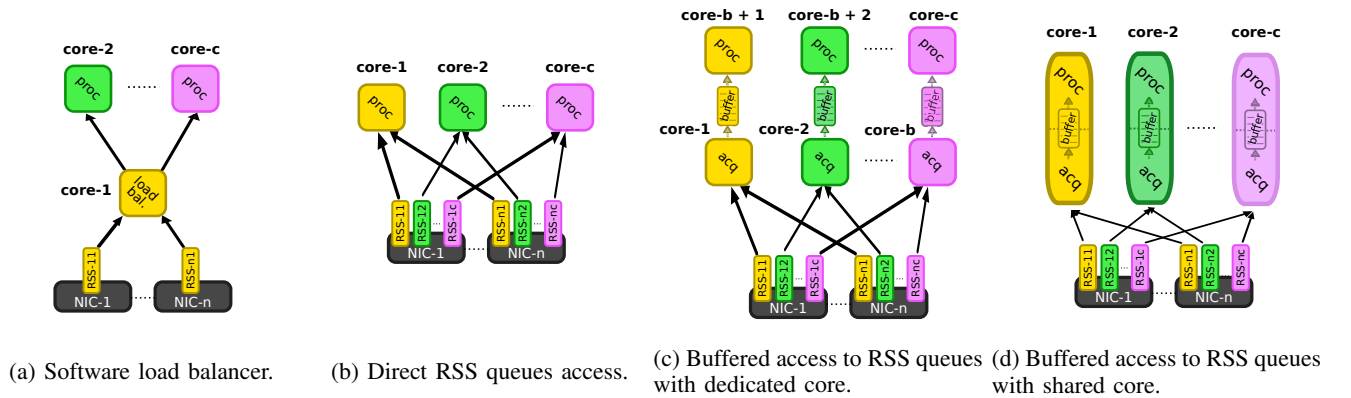 core-2
core-c
proc
proc
core-1
load
bal.
RSS-11
RSS-n1
NIC-1
NIC-n
(a) Software load balancer.
core-1
core-2
core-c
proc
proc
proc
RSS-11
RSS-12
RSS-1c
RSS-n1
RSS-n2
RSS-nc
NIC-1
NIC-n
(b) Direct RSS queues access.
core-b + 1
core-b + 2
core-c
proc
proc
proc
buffer
buffer
buffer
core-1
core-2
core-b
acq
acq
acq
RSS-11
RSS-12
RSS-1c
RSS-n1
RSS-n2
RSS-nc
NIC-1
NIC-n
(c) Buffered access to RSS queues
with dedicated core.
core-1
core-2
core-c
proc
proc
proc
buffer
buffer
buffer
acq
acq
acq
RSS-11
RSS-12
RSS-1c
RSS-n1
RSS-n2
RSS-nc
NIC-1
NIC-n
(d) Buffered access to RSS queues
with shared core.